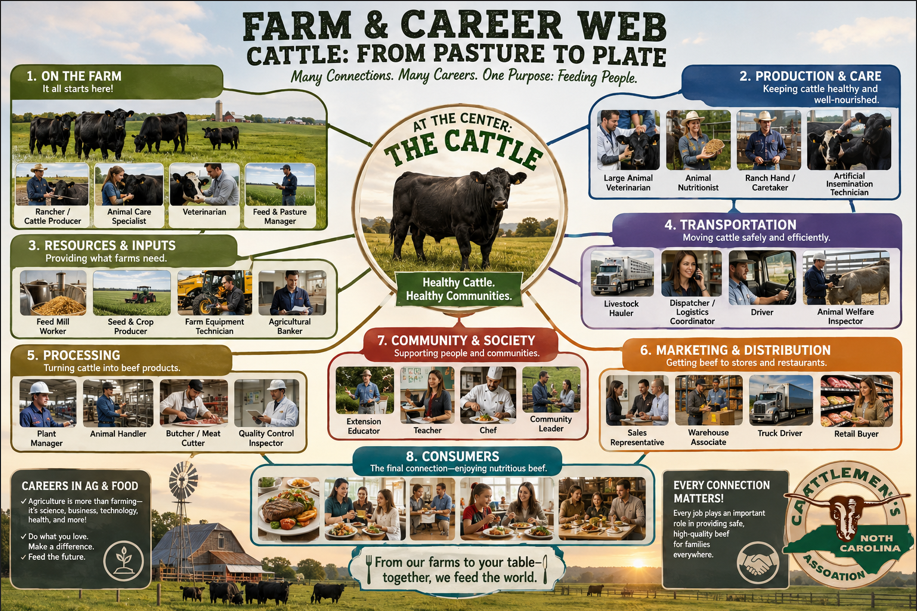 FARM & CAREER WEB
CATTLE: FROM PASTURE TO PLATE
Many Connections. Many Careers. One Purpose: Feeding People.
1. ON THE FARM
It all starts here!
Rancher /
Cattle Producer
Animal Care
Specialist
Veterinarian
Feed & Pasture
Manager
AT THE CENTER:
THE CATTLE
Healthy Cattle.
Healthy Communities.
2. PRODUCTION & CARE
Keeping cattle healthy and
well-nourished.
Large Animal
Veterinarian
Animal
Nutritionist
Ranch Hand /
Caretaker
Artificial
Insemination
Technician
3. RESOURCES & INPUTS
Providing what farms need.
Feed Mill
Worker
Seed & Crop
Producer
Farm Equipment
Technician
Agricultural
Banker
4. TRANSPORTATION
Moving cattle safely and efficiently.
Livestock
Hauler
Dispatcher /
Logistics
Coordinator
Driver
Animal Welfare
Inspector
5. PROCESSING
Turning cattle into beef products.
Plant
Manager
Animal Handler
Butcher / Meat
Cutter
Quality Control
Inspector
7. COMMUNITY & SOCIETY
Supporting people and communities.
Extension
Educator
Teacher
Chef
Community
Leader
6. MARKETING & DISTRIBUTION
Getting beef to stores and restaurants.
Sales
Representative
Warehouse
Associate
Truck Driver
Retail Buyer
8. CONSUMERS
The final connection—enjoying nutritious beef.
CAREERS IN AG & FOOD
✓ Agriculture is more than farming—
it's science, business, technology,
health, and more!
✓ Do what you love.
Make a difference.
✓ Feed the future.
From our farms to your table—
together, we feed the world.
EVERY CONNECTION
MATTERS!
Every job plays an important
role in providing safe,
high-quality beef
for families
everywhere.
CATTLEMEN'S
NOTH
CAROLINA
ASSOATION